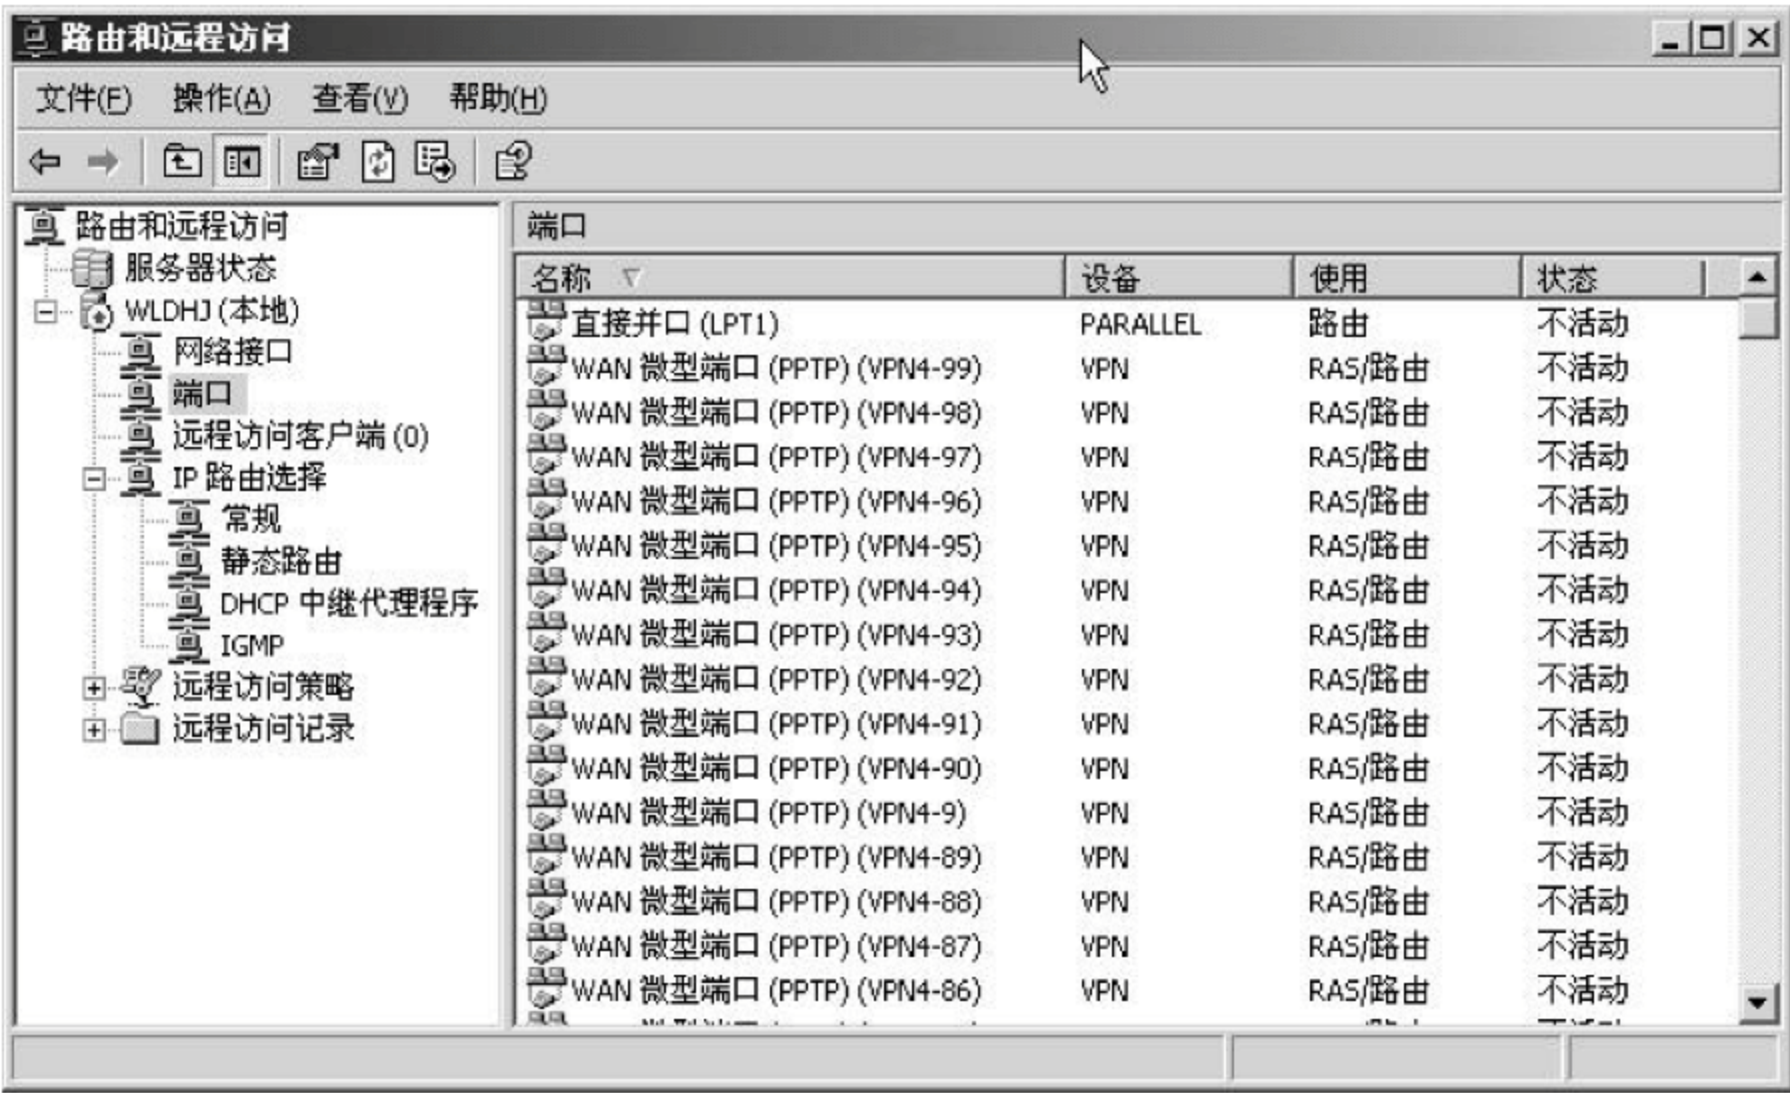 路由和远程访问
文件(F) 操作(A) 查看(V) 帮助(H)
路由和远程访问
服务器状态
WLDHJ (本地)
网络接口
端口
远程访问客户端 (0)
IP 路由选择
常规
静态路由
DHCP 中继代理程序
IGMP
远程访问策略
远程访问记录
端口
名称 设备 使用 状态
直接并口 (LPT1) PARALLEL 路由 不活动
WAN 微型端口 (PPTP) (VPN4-99) VPN RAS/路由 不活动
WAN 微型端口 (PPTP) (VPN4-98) VPN RAS/路由 不活动
WAN 微型端口 (PPTP) (VPN4-97) VPN RAS/路由 不活动
WAN 微型端口 (PPTP) (VPN4-96) VPN RAS/路由 不活动
WAN 微型端口 (PPTP) (VPN4-95) VPN RAS/路由 不活动
WAN 微型端口 (PPTP) (VPN4-94) VPN RAS/路由 不活动
WAN 微型端口 (PPTP) (VPN4-93) VPN RAS/路由 不活动
WAN 微型端口 (PPTP) (VPN4-92) VPN RAS/路由 不活动
WAN 微型端口 (PPTP) (VPN4-91) VPN RAS/路由 不活动
WAN 微型端口 (PPTP) (VPN4-90) VPN RAS/路由 不活动
WAN 微型端口 (PPTP) (VPN4-9) VPN RAS/路由 不活动
WAN 微型端口 (PPTP) (VPN4-89) VPN RAS/路由 不活动
WAN 微型端口 (PPTP) (VPN4-88) VPN RAS/路由 不活动
WAN 微型端口 (PPTP) (VPN4-87) VPN RAS/路由 不活动
WAN 微型端口 (PPTP) (VPN4-86) VPN RAS/路由 不活动